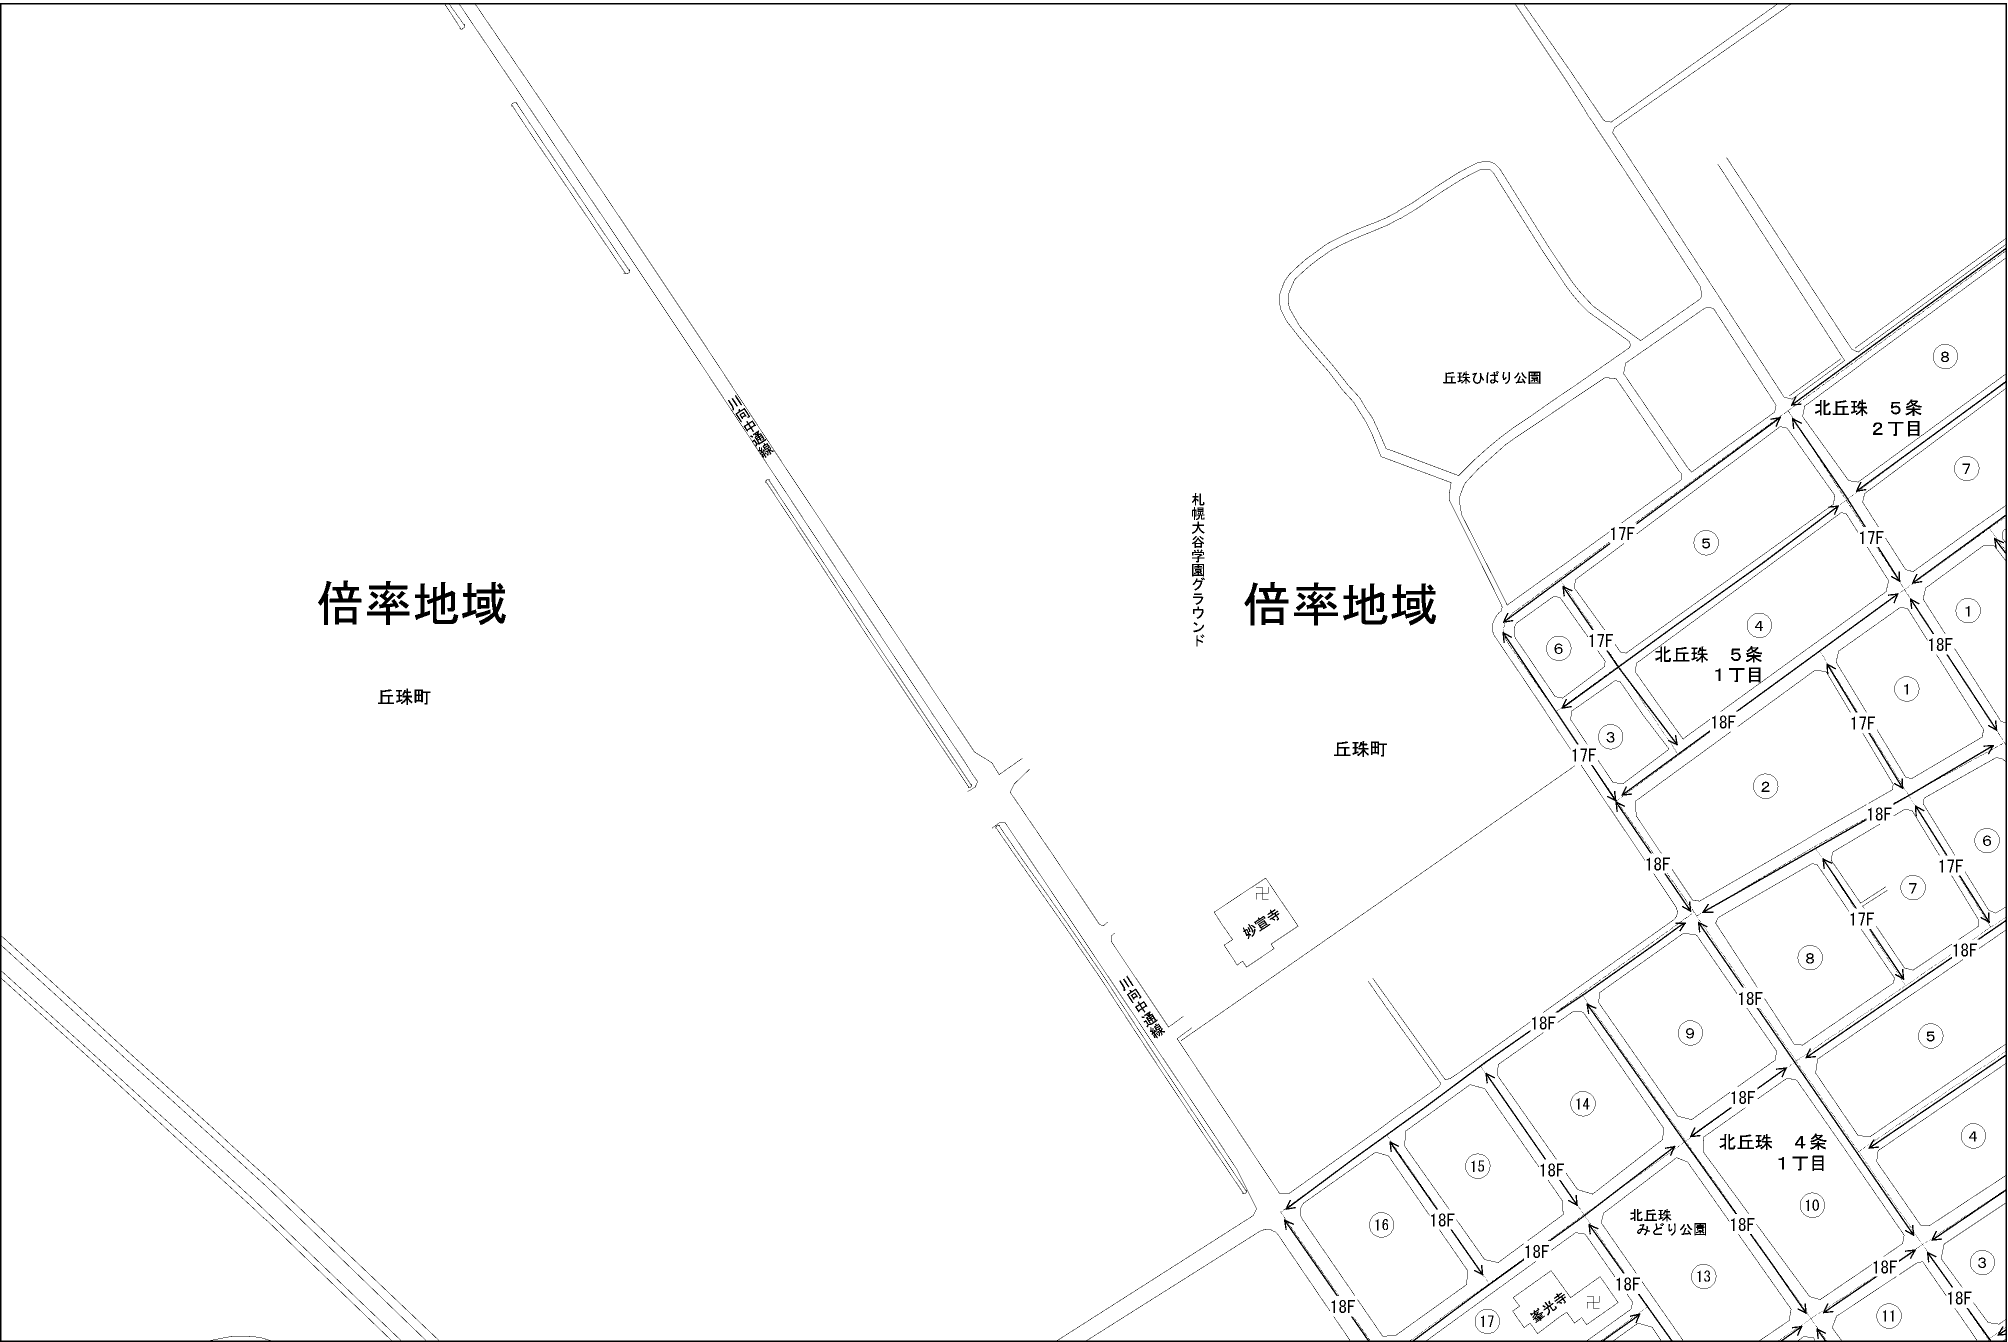 川向中通線
丘珠ひばり公園
⑧
北丘珠　５条
２丁目
⑦
札幌大谷学園グラウンド
17F
17F
⑤
倍率地域
倍率地域
①
④
⑥
17F
18F
北丘珠　５条
１丁目
丘珠町
①
18F
17F
③
丘珠町
17F
②
18F
⑥
18F
17F
⑦
卍
妙宣寺
17F
18F
⑧
川向中通線
18F
18F
⑨
⑤
18F
⑭
④
北丘珠　４条
１丁目
⑮
18F
⑩
⑯
18F
北丘珠
みどり公園
18F
18F
18F
③
⑬
18F
18F
18F
卍
峯光寺
⑰
⑪